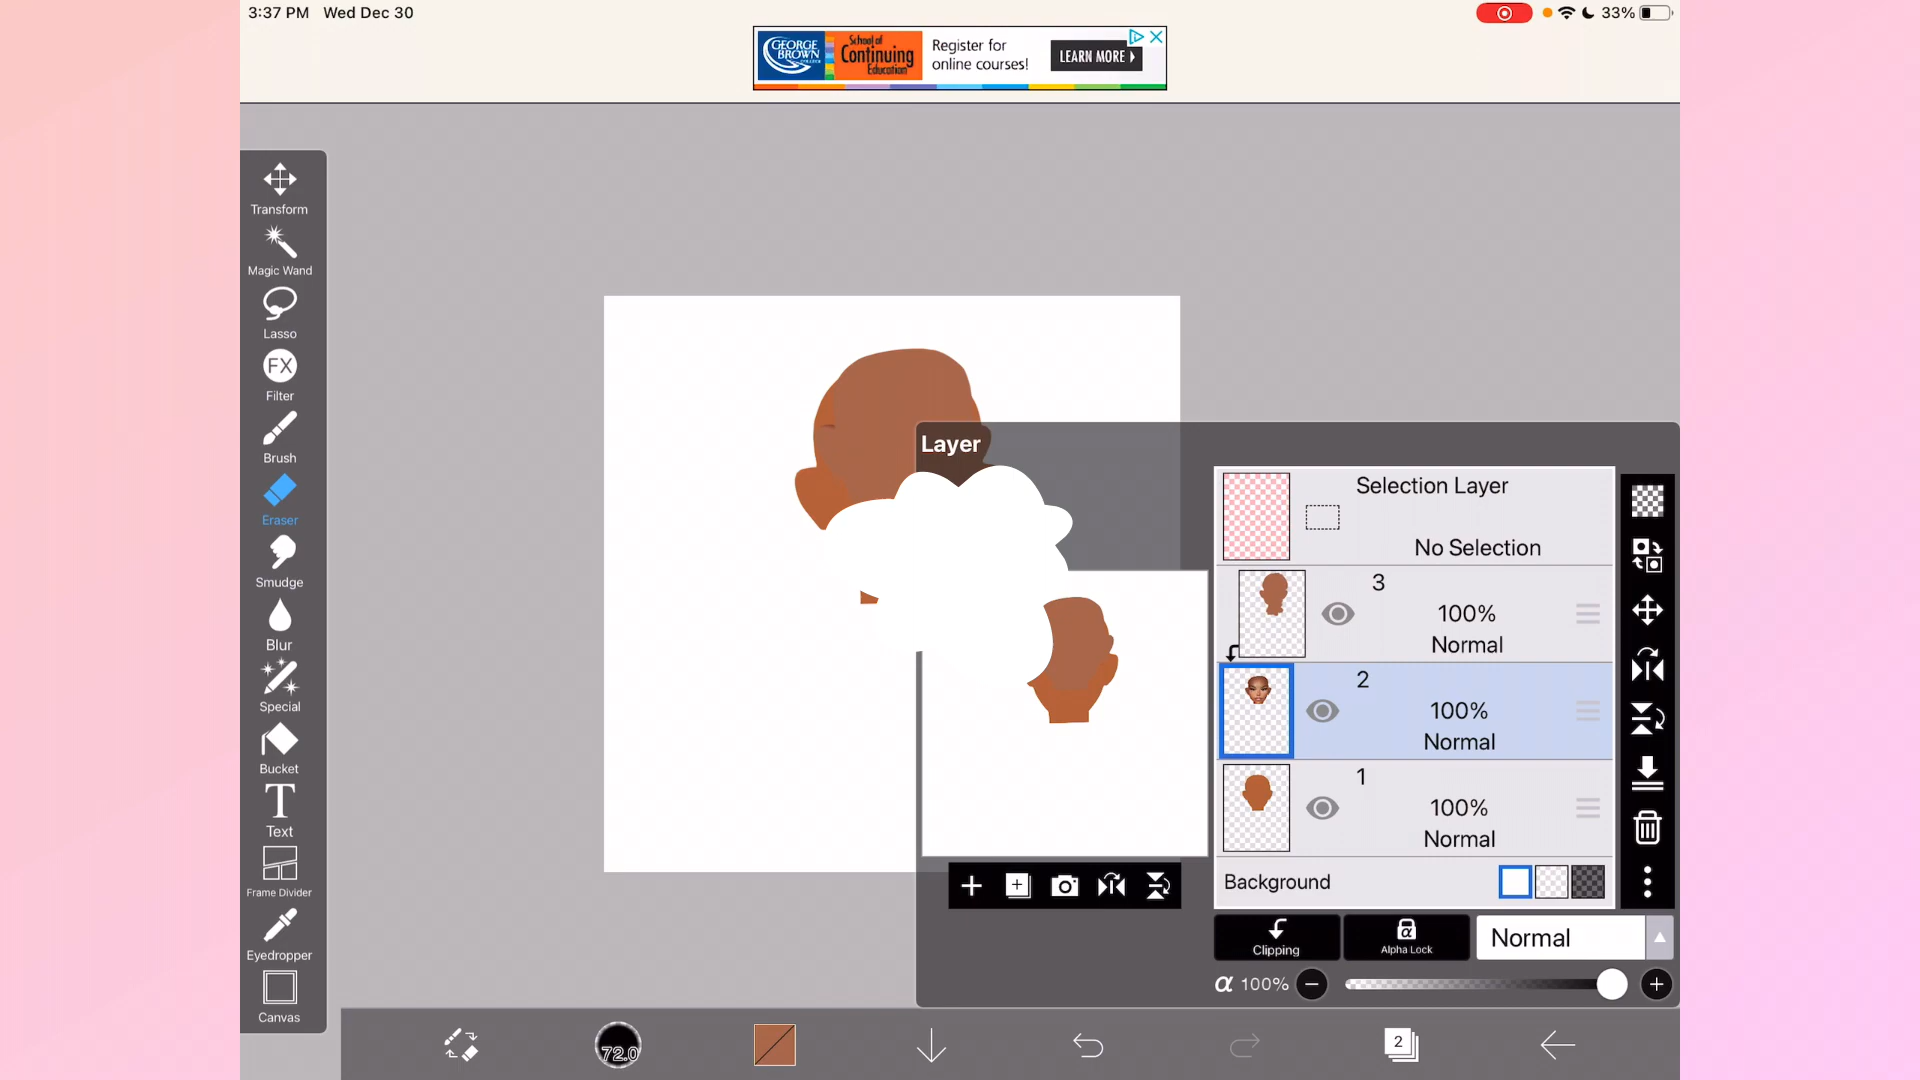 3:37 PM Wed Dec 30
33%
GEORGE BROWN
School of
Continuing
Education
Register for
online courses!
LEARN MORE
Transform
Magic Wand
Lasso
FX
Filter
Brush
Eraser
Smudge
Blur
Special
Bucket
T
Text
Frame Divider
Eyedropper
Canvas
Layer
Selection Layer
No Selection
3
100%
Normal
2
100%
Normal
1
100%
Normal
Background
Clipping
α
Alpha Lock
Normal
α 100%
72.0
2